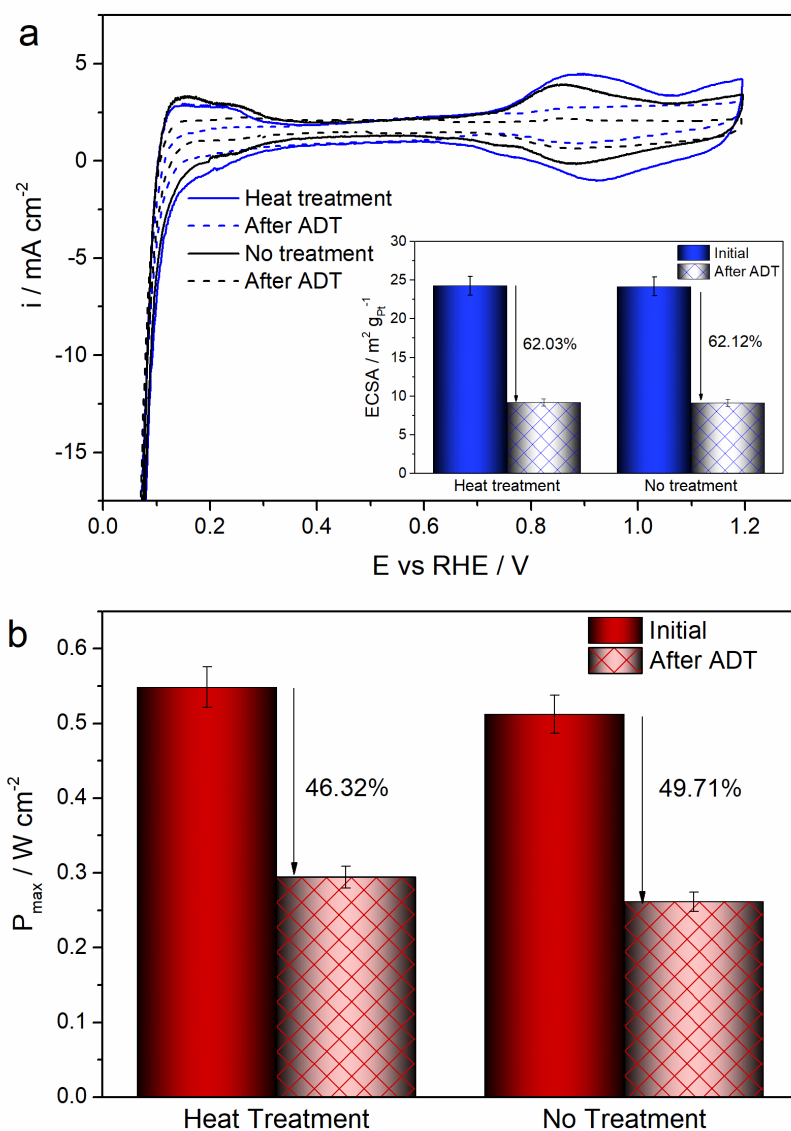 a
5
0
-5
-10
-15
i / mA cm-2
0.0 0.2 0.4 0.6 0.8 1.0 1.2
E vs RHE / V
Heat treatment
After ADT
No treatment
After ADT
30
25
20
15
10
5
0
ECSA / m2 gPt-1
Initial
After ADT
62.03%
62.12%
Heat treatment No treatment
b
0.6
0.5
0.4
0.3
0.2
0.1
0.0
Pmax / W cm-2
Initial
After ADT
46.32%
49.71%
Heat Treatment No Treatment